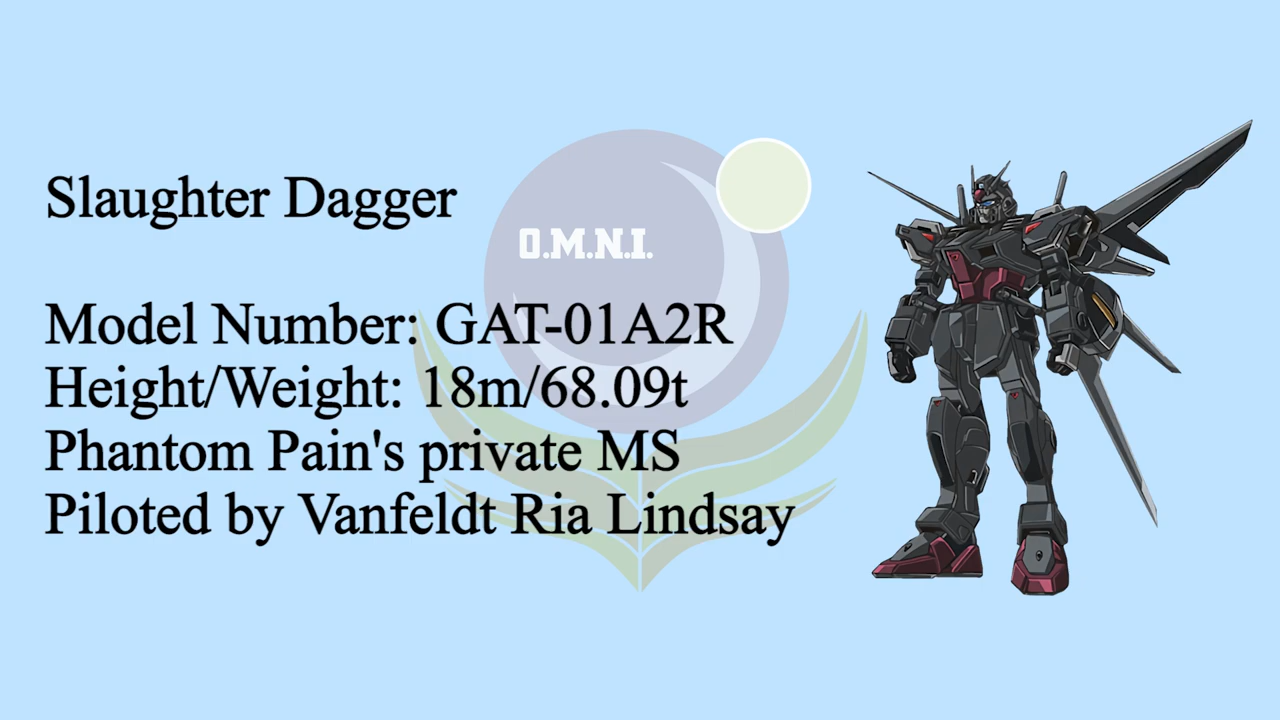 Slaughter Dagger
O.M.N.I.
Model Number: GAT-01A2R
Height/Weight: 18m/68.09t
Phantom Pain's private MS
Piloted by Vanfeldt Ria Lindsay